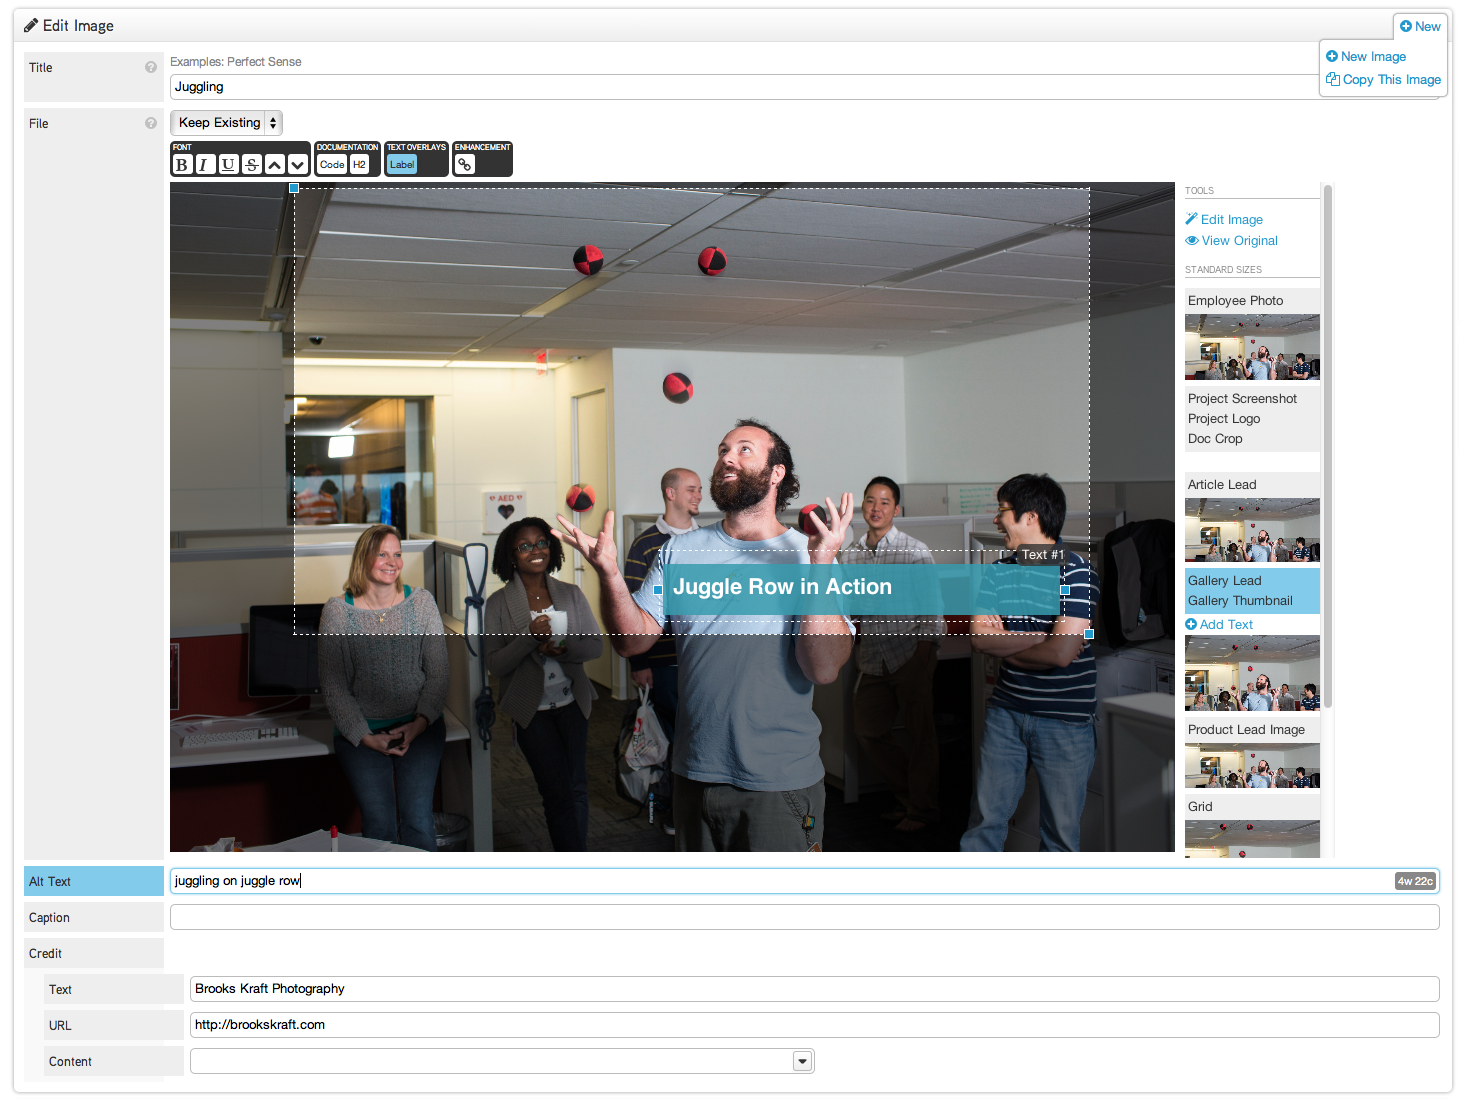 Edit Image
New
New Image
Copy This Image
Title
Examples: Perfect Sense
Juggling
File
Keep Existing
FONT
B I U S
DOCUMENTATION
Code H2
TEXT OVERLAYS
Label
ENHANCEMENT
AED
Text #1
Juggle Row in Action
TOOLS
Edit Image
View Original
STANDARD SIZES
Employee Photo
Project Screenshot
Project Logo
Doc Crop
Article Lead
Gallery Lead
Gallery Thumbnail
Add Text
Product Lead Image
Grid
Alt Text
juggling on juggle row
4w 22c
Caption
Credit
Text
Brooks Kraft Photography
URL
http://brookskraft.com
Content